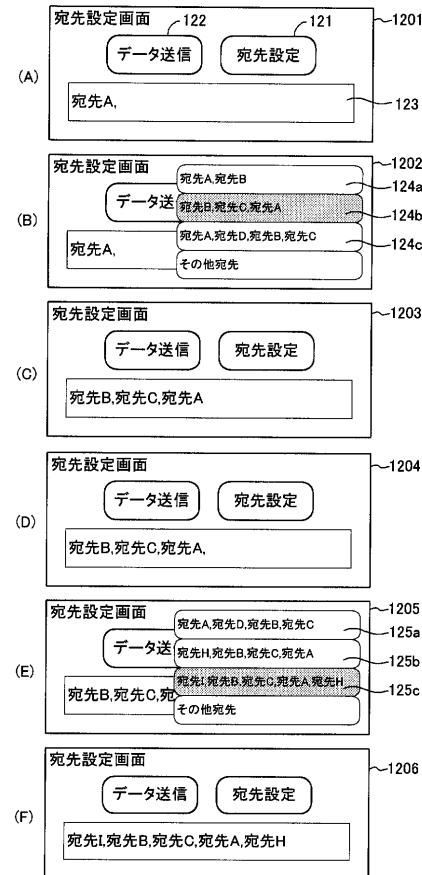 宛先設定画面
122
121
1201
(A)
データ送信
宛先設定
宛先A,
123
宛先設定画面
1202
(B)
データ送
宛先A,宛先B
124a
宛先B,宛先C,宛先A
124b
宛先A,
宛先A,宛先D,宛先B,宛先C
124c
その他宛先
宛先設定画面
1203
(C)
データ送信
宛先設定
宛先B,宛先C,宛先A
宛先設定画面
1204
(D)
データ送信
宛先設定
宛先B,宛先C,宛先A,
宛先設定画面
1205
(E)
データ送
宛先A,宛先D,宛先B,宛先C
125a
宛先H,宛先B,宛先C,宛先A
125b
宛先B,宛先C,宛
宛先I,宛先B,宛先C,宛先A,宛先H
125c
その他宛先
宛先設定画面
1206
(F)
データ送信
宛先設定
宛先I,宛先B,宛先C,宛先A,宛先H